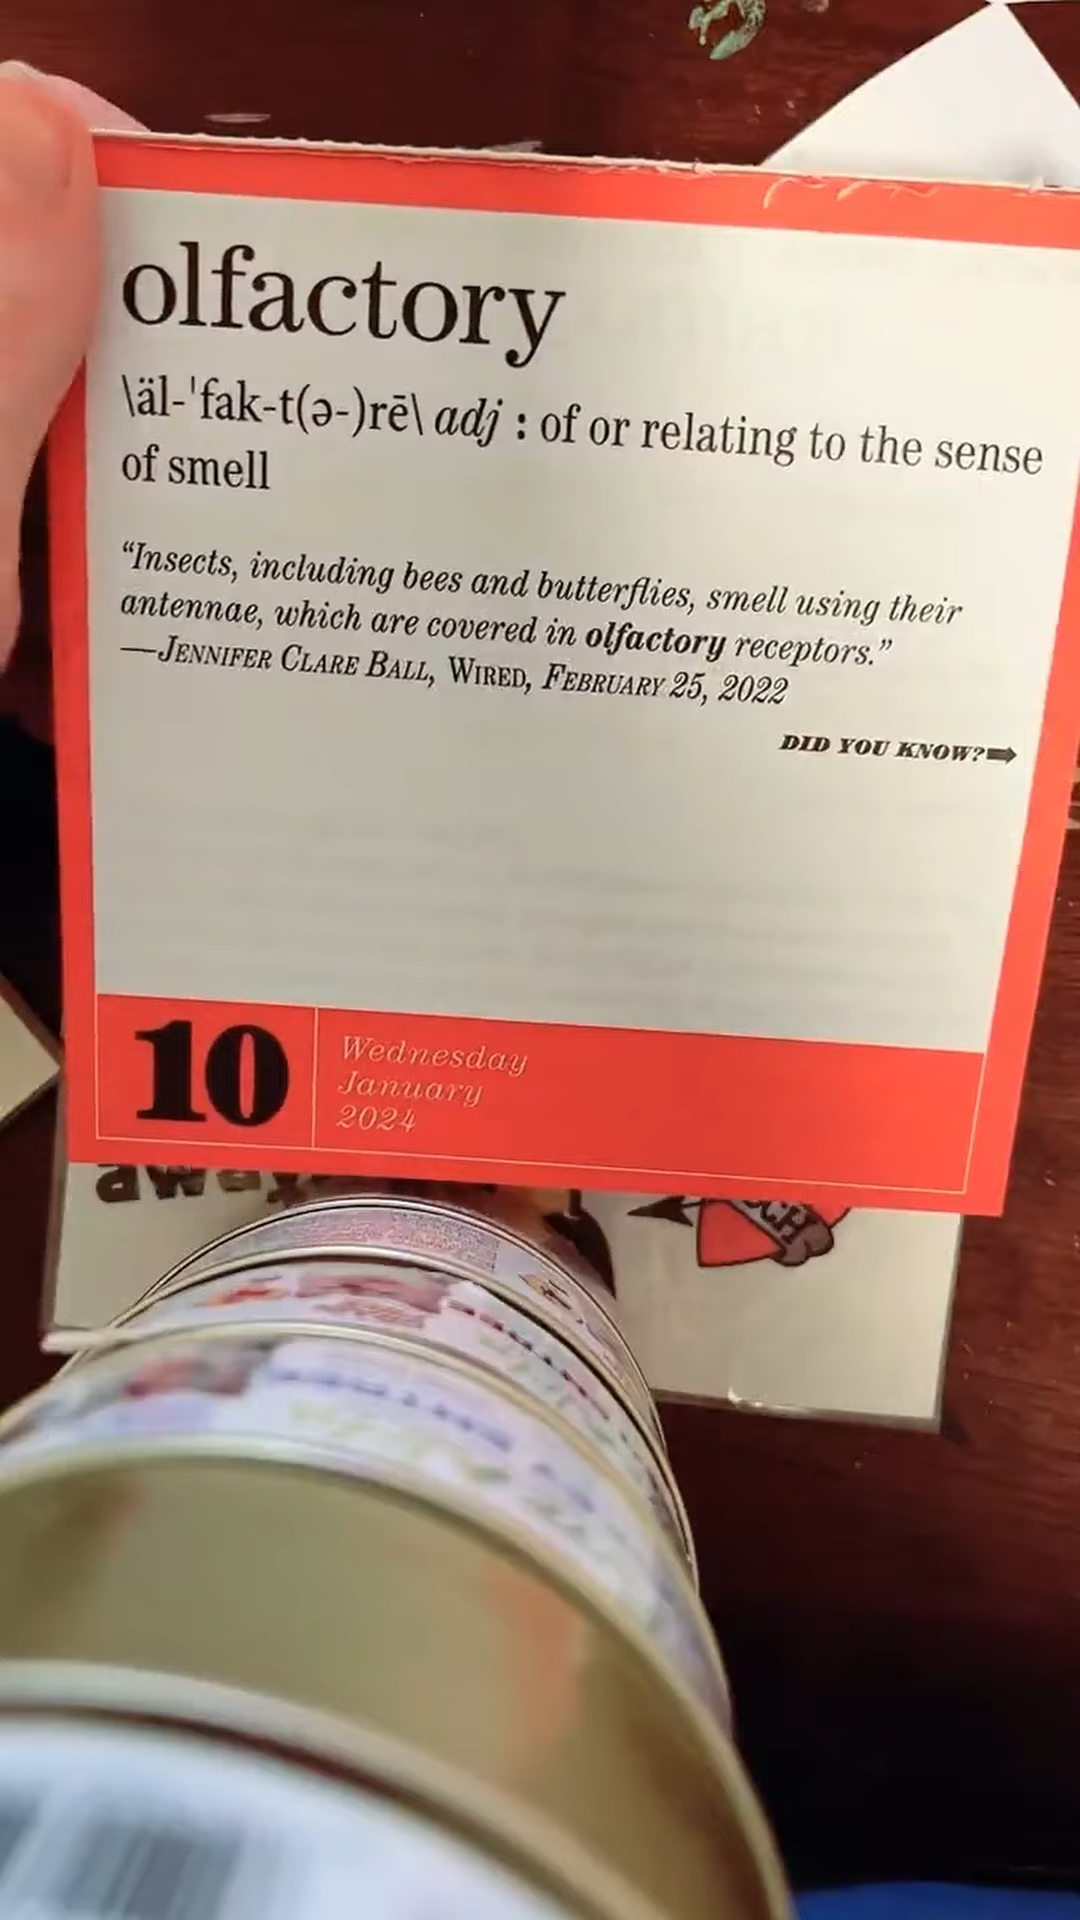 olfactory
\äl-ˈfak-t(ə-)rē\ adj : of or relating to the sense
of smell
“Insects, including bees and butterflies, smell using their
antennae, which are covered in olfactory receptors.”
—JENNIFER CLARE BALL, WIRED, FEBRUARY 25, 2022
DID YOU KNOW?➡
10
Wednesday
January
2024
away